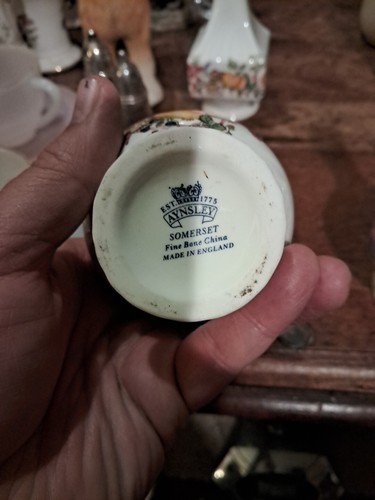 EST. 1775
AYNSLEY
SOMERSET
Fine Bone China
MADE IN ENGLAND